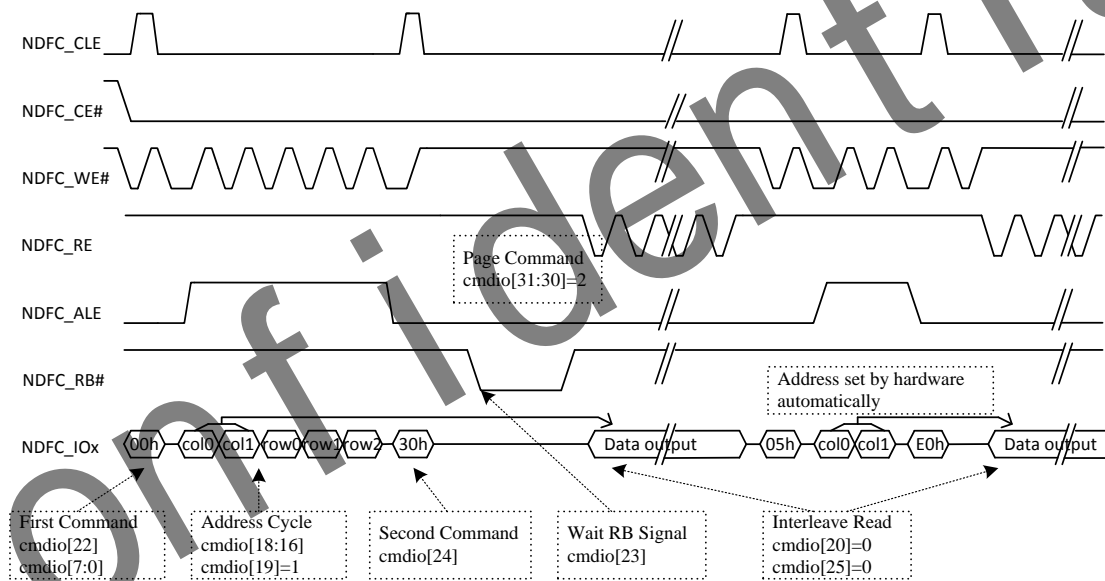 NDFC_CLE
NDFC_CE#
NDFC_WE#
NDFC_RE
Page Command
cmdio[31:30]=2
NDFC_ALE
NDFC_RB#
Address set by hardware
automatically
NDFC_IOx
00h col0 col1 row0 row1 row2 30h Data output 05h col0 col1 E0h Data output
First Command
cmdio[22]
cmdio[7:0]
Address Cycle
cmdio[18:16]
cmdio[19]=1
Second Command
cmdio[24]
Wait RB Signal
cmdio[23]
Interleave Read
cmdio[20]=0
cmdio[25]=0
onfidenti